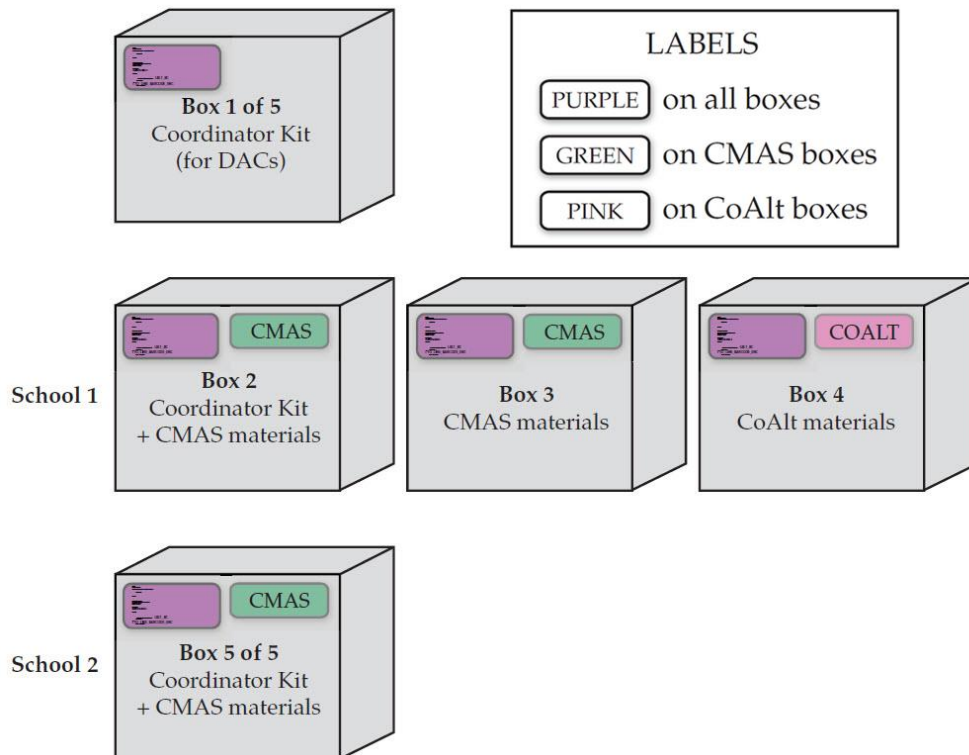 Box 1 of 5
Coordinator Kit
(for DACs)
LABELS
PURPLE on all boxes
GREEN on CMAS boxes
PINK on CoAlt boxes
School 1
CMAS
Box 2
Coordinator Kit
+ CMAS materials
CMAS
Box 3
CMAS materials
COALT
Box 4
CoAlt materials
School 2
CMAS
Box 5 of 5
Coordinator Kit
+ CMAS materials